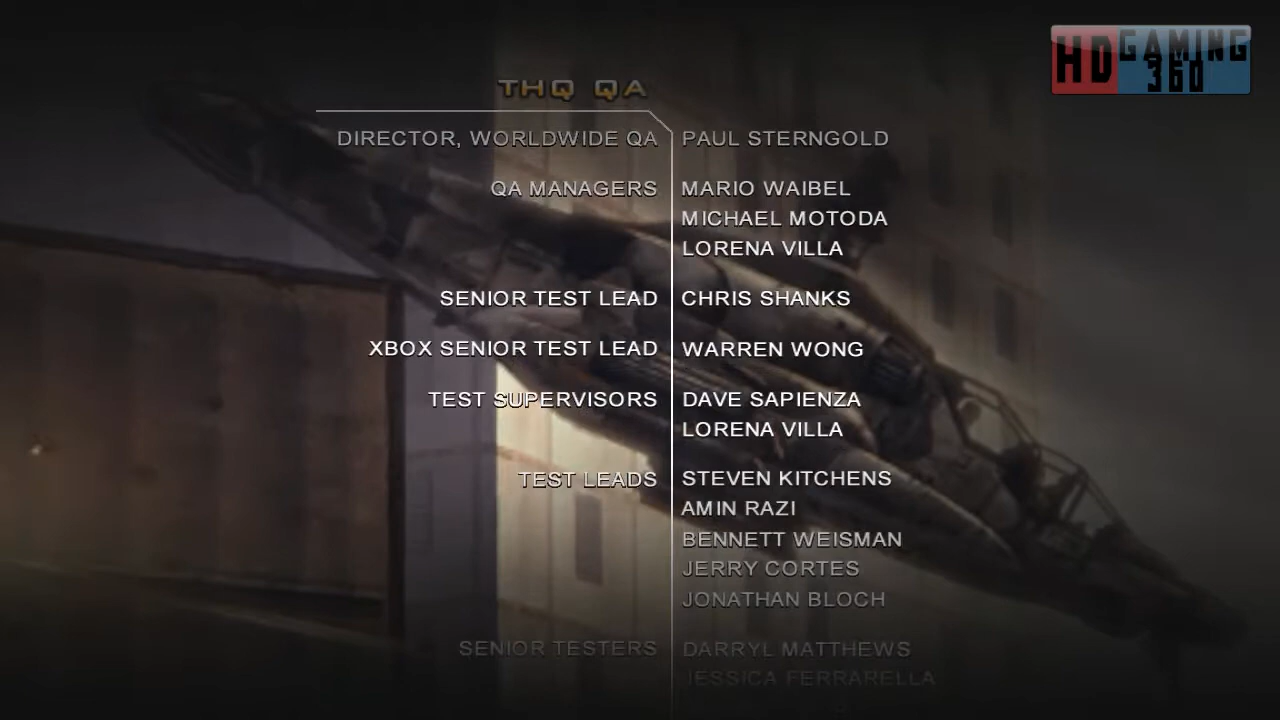 HD GAMING 360
THQ QA
DIRECTOR, WORLDWIDE QA PAUL STERNGOLD
QA MANAGERS MARIO WAIBEL
MICHAEL MOTODA
LORENA VILLA
SENIOR TEST LEAD CHRIS SHANKS
XBOX SENIOR TEST LEAD WARREN WONG
TEST SUPERVISORS DAVE SAPIENZA
LORENA VILLA
TEST LEADS STEVEN KITCHENS
AMIN RAZI
BENNETT WEISMAN
JERRY CORTES
JONATHAN BLOCH
SENIOR TESTERS DARRYL MATTHEWS
JESSICA FERRARELLA